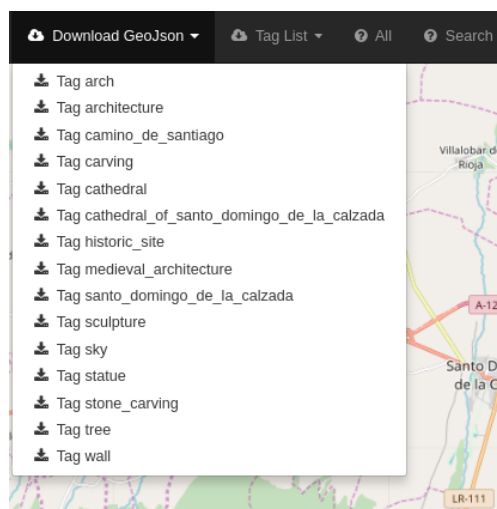 Download GeoJson Tag List All Search
Tag arch
Tag architecture
Tag camino_de_santiago
Tag carving
Tag cathedral
Tag cathedral_of_santo_domingo_de_la_calzada
Tag historic_site
Tag medieval_architecture
Tag santo_domingo_de_la_calzada
Tag sculpture
Tag sky
Tag statue
Tag stone_carving
Tag tree
Tag wall
Villalobar d
Rioja
A-12
Santo D
de la C
LR-111